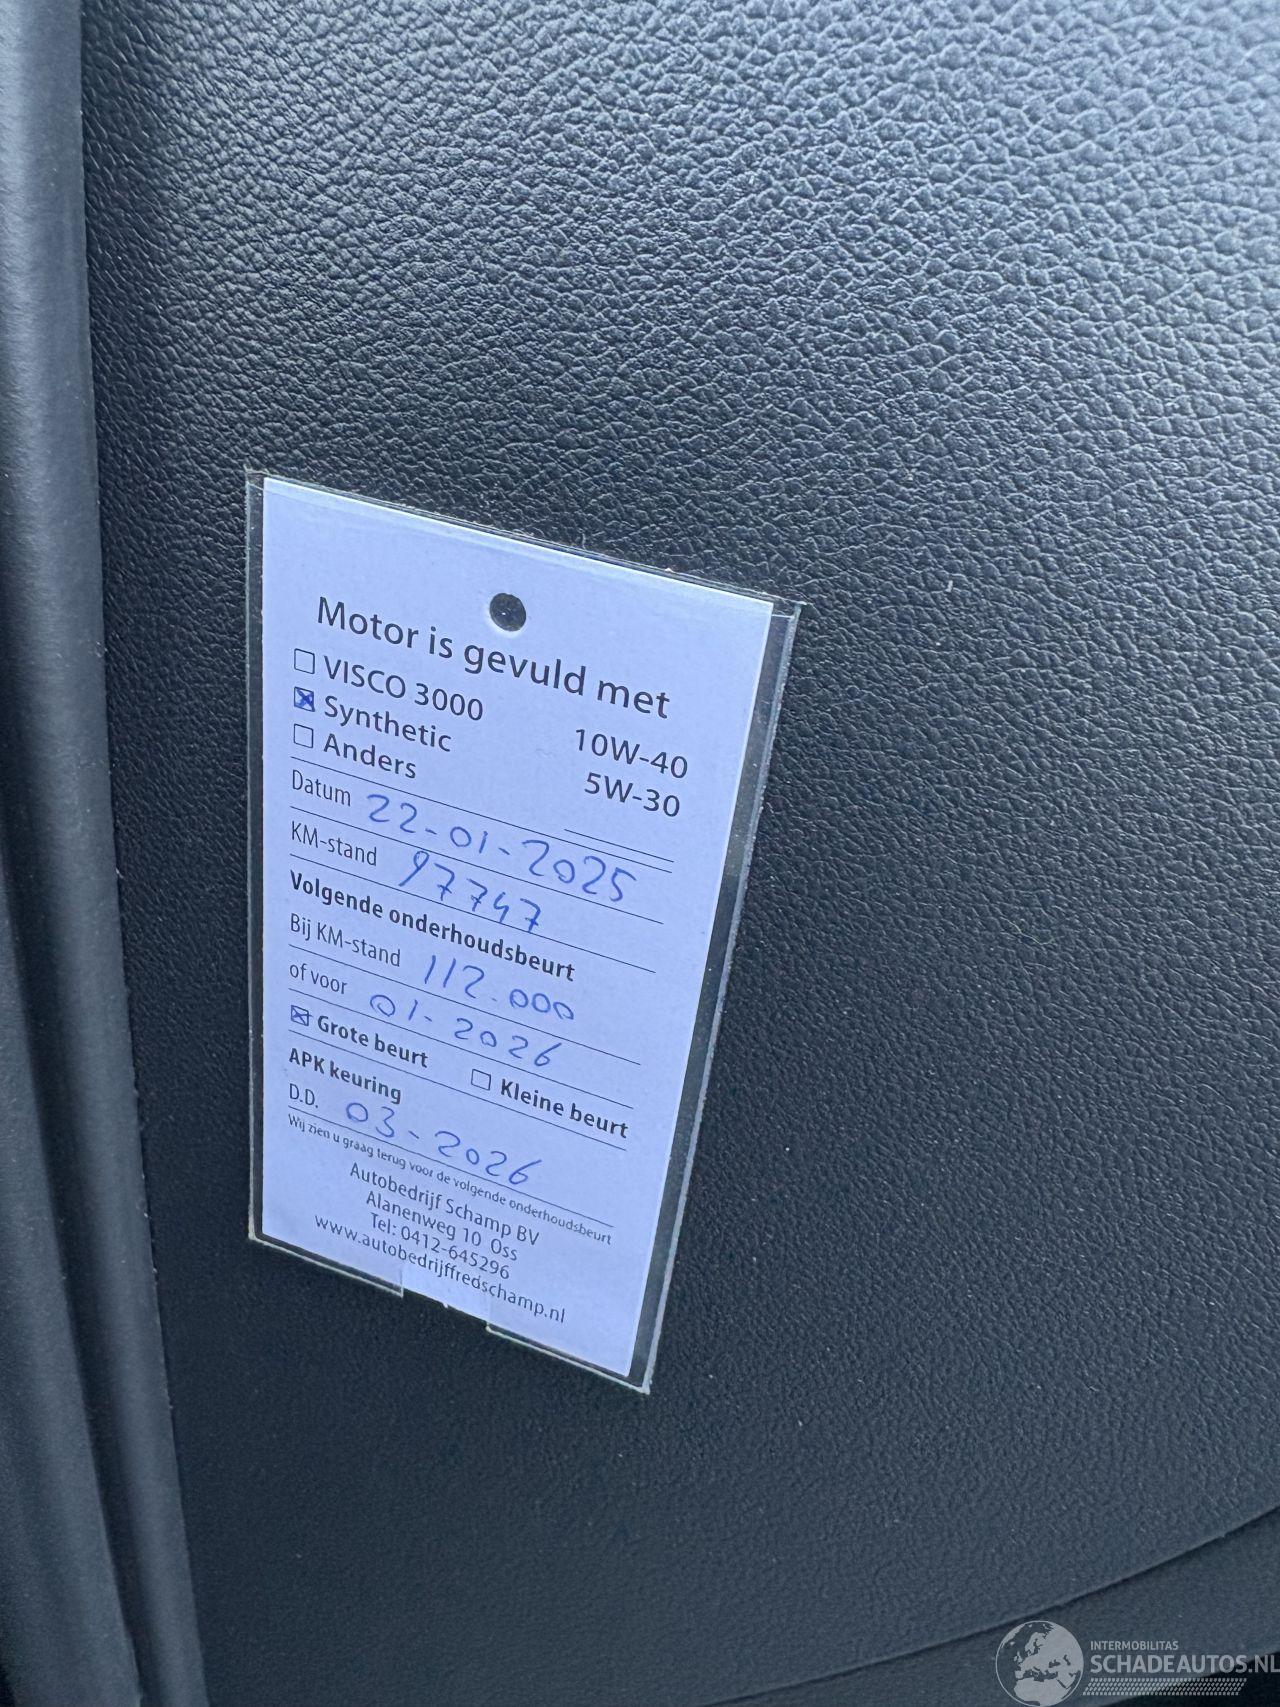 Motor is gevuld met
VISCO 3000 10W-40
Synthetic 5W-30
Anders
Datum 22-01-2025
KM-stand 97747
Volgende onderhoudsbeurt
Bij KM-stand 112.000
of voor 01-2026
Grote beurt Kleine beurt
APK keuring
D.D. 03-2026
Wij zien u graag terug voor de volgende onderhoudsbeurt
Autobedrijf Schamp BV
Alanenweg 10 Oss
Tel: 0412-645296
www.autobedrijffredschamp.nl
INTERMOBILITAS
SCHADEAUTOS.NL